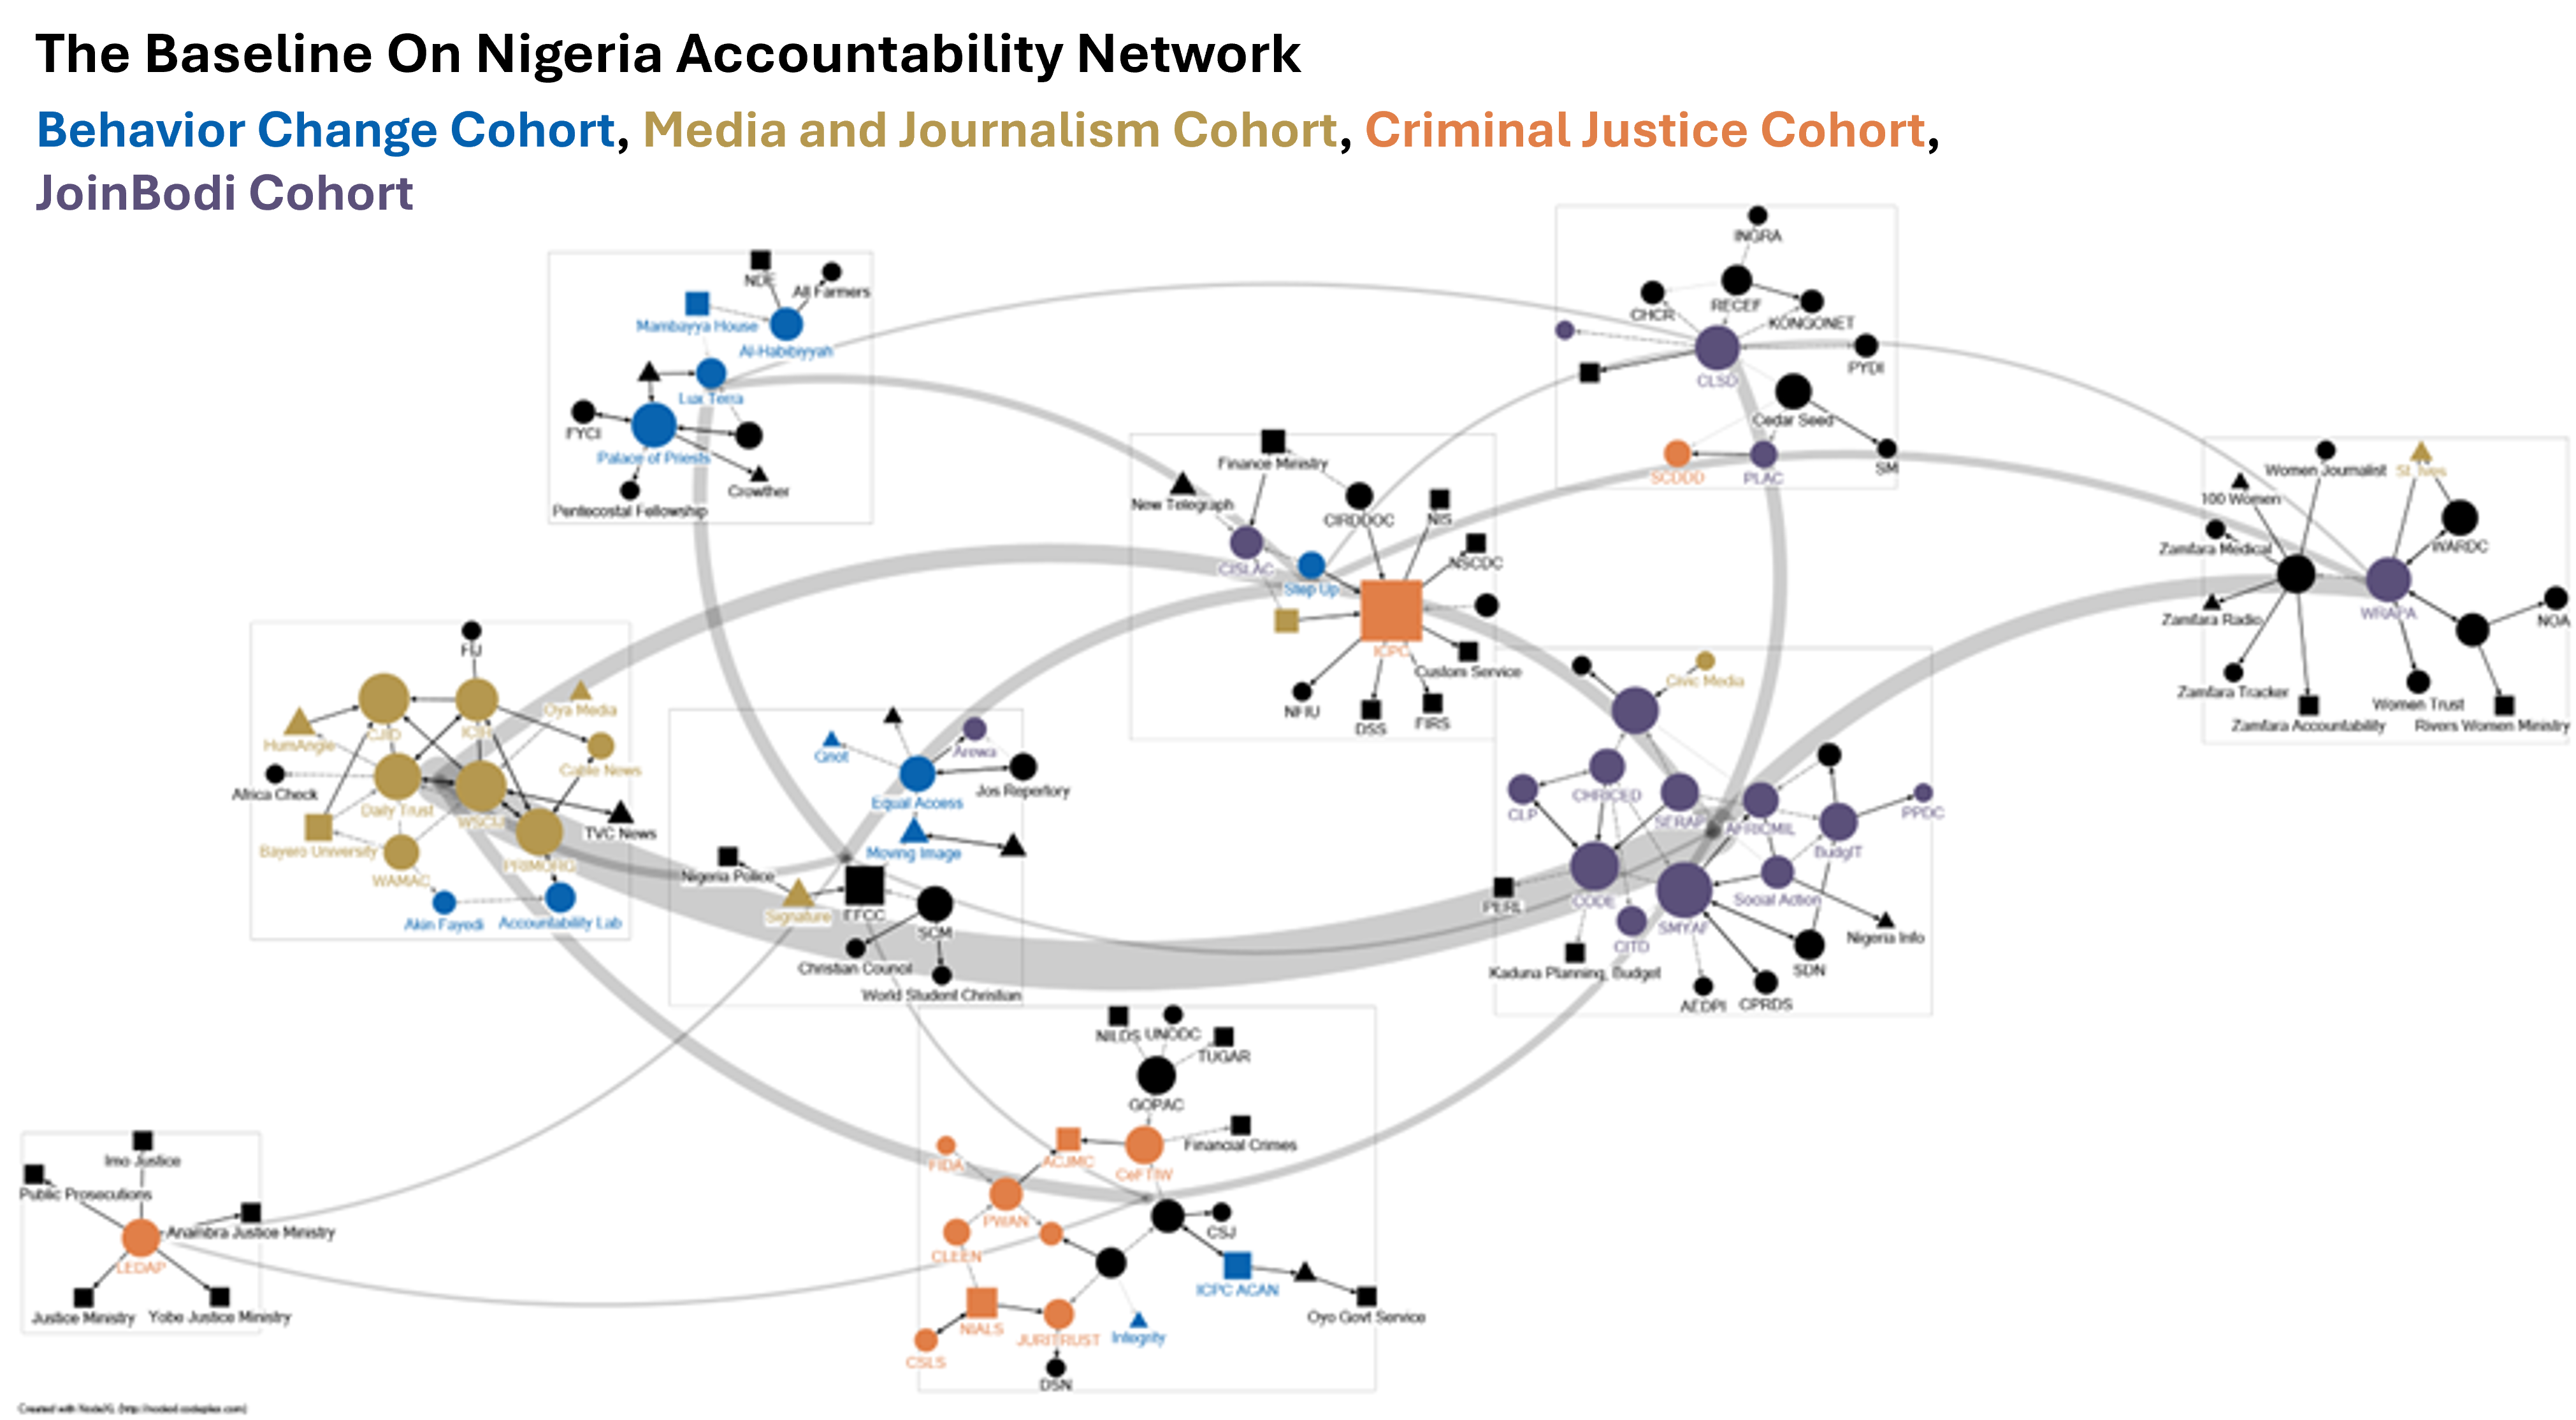 The Baseline On Nigeria Accountability Network
Behavior Change Cohort, Media and Journalism Cohort, Criminal Justice Cohort,
JoinBodi Cohort
NDE
All Farmers
Mambayya House
Al-Habibiyyah
Lux Terra
FYCI
Palace of Priests
Crowther
Pentecostal Fellowship
INGRA
CHCR
RECEF
KONGONET
CLSD
PYDI
Cedar Seed
SCDDD
PLAC
SM
Finance Ministry
New Telegraph
CIRDDOC
NIS
NSCDC
CISLAC
Step Up
ICPC
Custom Service
NFIU
DSS
FIRS
Women Journalist
St. Ives
100 Women
Zamfara Medical
WARDC
Zamfara Radio
WRAPA
NOA
Zamfara Tracker
Women Trust
Zamfara Accountability
Rivers Women Ministry
FIJ
Oya Media
HumAngle
CJID
ICIR
Cable News
Africa Check
Daily Trust
WSCIJ
TVC News
Bayero University
PRIMORG
WAMAC
Akin Fayedi
Accountability Lab
Griot
Arewa
Equal Access
Jos Repertory
Moving Image
Nigeria Police
Signature
EFCC
SCM
Christian Council
World Student Christian
Civic Media
CHRICED
CLP
SERAP
AFRICMIL
PPDC
BudgIT
PERL
CODE
Social Action
CITD
SMYAF
Nigeria Info
Kaduna Planning, Budget
SDN
AEDPI
CPRDS
NILDS
UNODC
TUGAR
GOPAC
Financial Crimes
FIDA
ACJMC
CeFTIW
PWAN
CSJ
CLEEN
ICPC ACAN
NIALS
JURITRUST
Integrity
Oyo Govt Service
CSLS
DSN
Imo Justice
Public Prosecutions
Anambra Justice Ministry
LEDAP
Justice Ministry
Yobe Justice Ministry
Created with NodeXL (http://nodexl.codeplex.com)